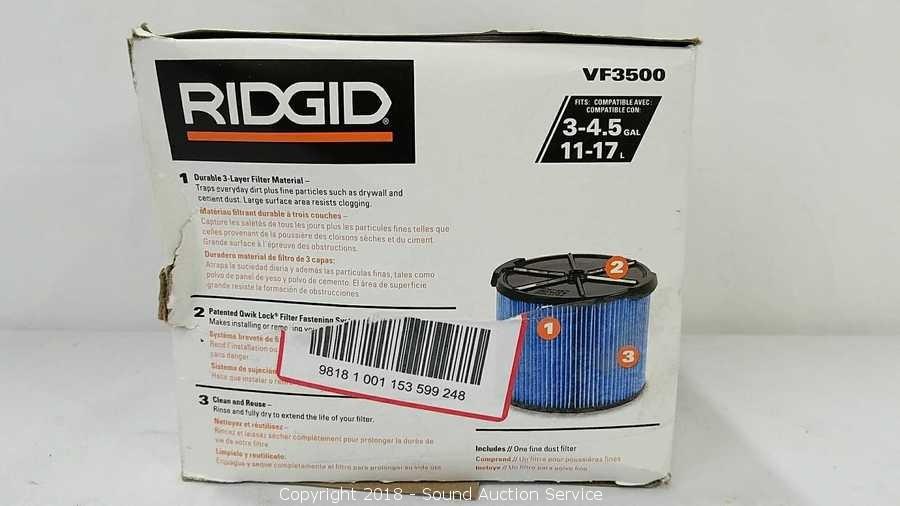 RIDGID®
VF3500
FITS: COMPATIBLE AVEC:
COMPATIBLE CON:
3-4.5 GAL
11-17 L
1 Durable 3-Layer Filter Material –
Traps everyday dirt plus fine particles such as drywall and
cement dust. Large surface area resists clogging.
Matériau filtrant durable à trois couches –
Capture les saletés de tous les jours plus les particules fines telles que
celles provenant de la poussière des cloisons sèches et du ciment.
Grande surface à l'épreuve des obstructions.
Duradero material de filtro de 3 capas:
Atrapa la suciedad diaria y además las partículas finas, tales como
polvo de panel de yeso y polvo de cemento. El área de superficie
grande resiste la formación de obstrucciones.
2 Patented Qwik Lock® Filter Fastening
Makes installing or
Système breveté de
Rend l'installation ou
sans danger.
Sistema de sujeción
Hace que instalar o
9818 1 001 153 599 248
3 Clean and Reuse –
Rinse and fully dry to extend the life of your filter.
Nettoyez et réutilisez –
Rincez et laissez sécher complètement pour prolonger la durée de
vie de votre filtre.
Límpielo y reutilícelo:
Enjuague y seque completamente el filtro para prolongar su vida útil
2
1
3
Includes // One fine dust filter
Comprend // Un filtre pour poussières fines
Incluye // Un filtro para polvo fino
Copyright 2018 - Sound Auction Service